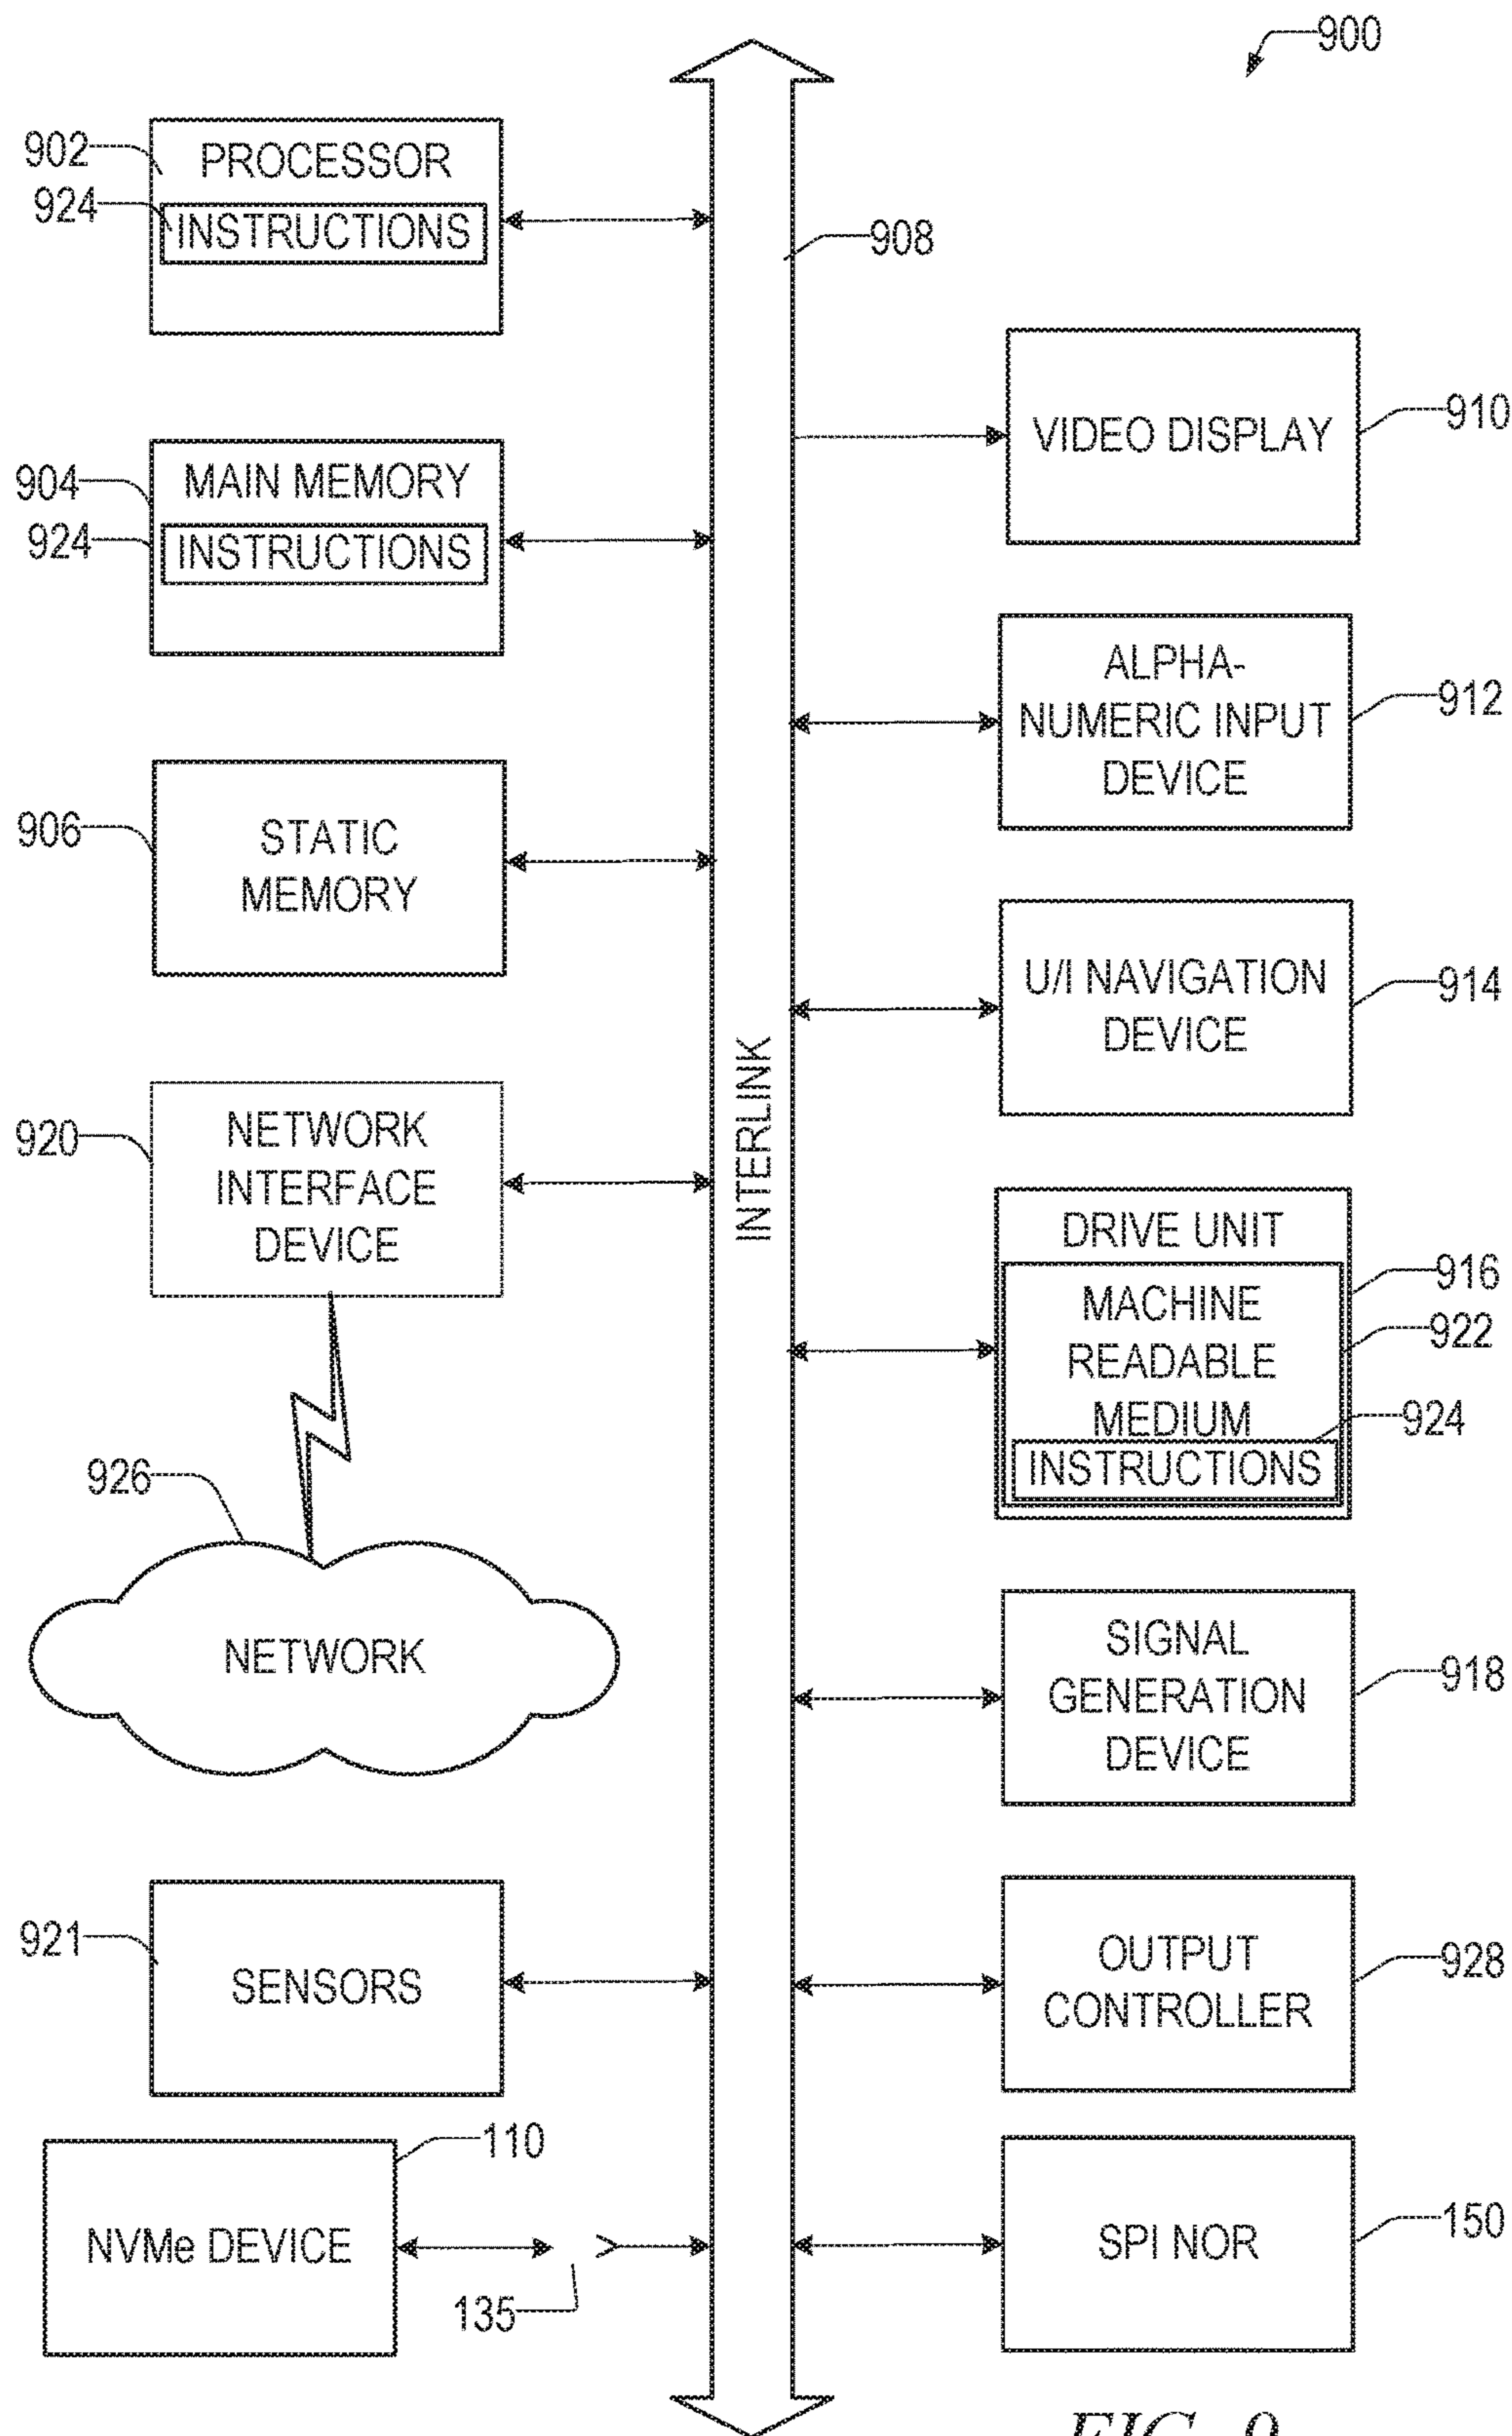 900
902
PROCESSOR
924
INSTRUCTIONS
908
904
MAIN MEMORY
924
INSTRUCTIONS
VIDEO DISPLAY
910
906
STATIC
MEMORY
ALPHA-
NUMERIC INPUT
DEVICE
912
U/I NAVIGATION
DEVICE
914
INTERLINK
920
NETWORK
INTERFACE
DEVICE
DRIVE UNIT
916
MACHINE
READABLE
MEDIUM
922
924
INSTRUCTIONS
926
NETWORK
SIGNAL
GENERATION
DEVICE
918
921
SENSORS
OUTPUT
CONTROLLER
928
110
NVMe DEVICE
135
SPI NOR
150
FIG. 9